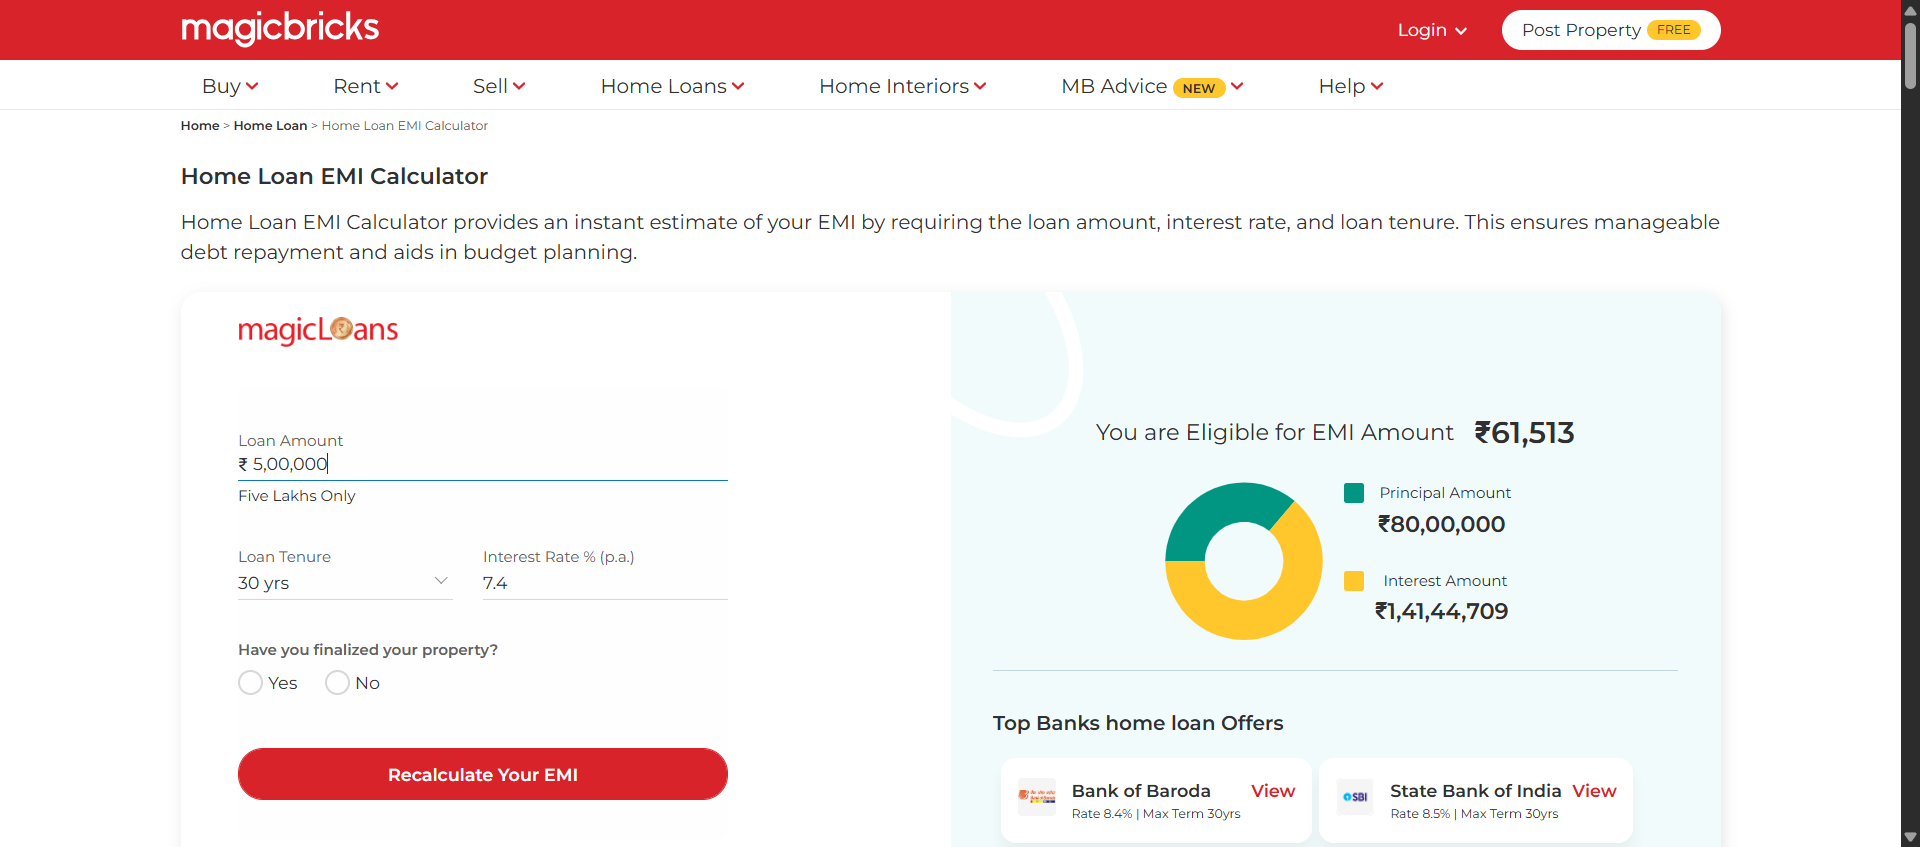 magicbricks
Login
Post Property FREE
Buy
Rent
Sell
Home Loans
Home Interiors
MB Advice NEW
Help
Home > Home Loan > Home Loan EMI Calculator
Home Loan EMI Calculator
Home Loan EMI Calculator provides an instant estimate of your EMI by requiring the loan amount, interest rate, and loan tenure. This ensures manageable
debt repayment and aids in budget planning.
magicLoans
Loan Amount
₹ 5,00,000
Five Lakhs Only
Loan Tenure
30 yrs
Interest Rate % (p.a.)
7.4
Have you finalized your property?
Yes
No
Recalculate Your EMI
You are Eligible for EMI Amount ₹61,513
Principal Amount
₹80,00,000
Interest Amount
₹1,41,44,709
Top Banks home loan Offers
Bank of Baroda View
Rate 8.4% | Max Term 30yrs
SBI
State Bank of India View
Rate 8.5% | Max Term 30yrs